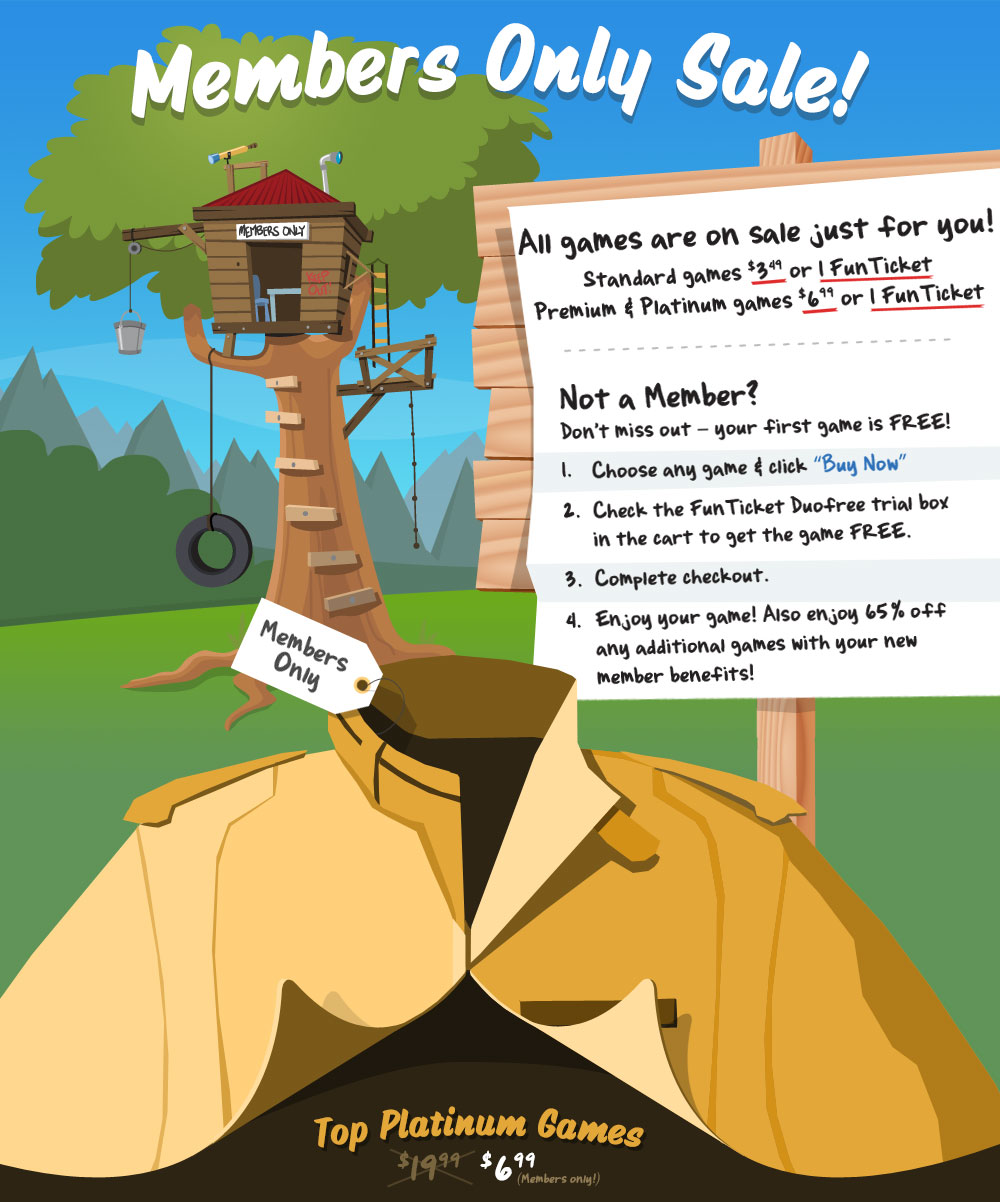 Members Only Sale!
MEMBERS ONLY
KEEP
OUT!
All games are on sale just for you!
Standard games $3.49 or 1 FunTicket
Premium & Platinum games $6.99 or 1 FunTicket
Not a Member?
Don't miss out – your first game is FREE!
1. Choose any game & click “Buy Now”
2. Check the FunTicket Duofree trial box
in the cart to get the game FREE.
3. Complete checkout.
4. Enjoy your game! Also enjoy 65% off
any additional games with your new
member benefits!
Members
Only
Top Platinum Games
$1999 $699 (Members only!)